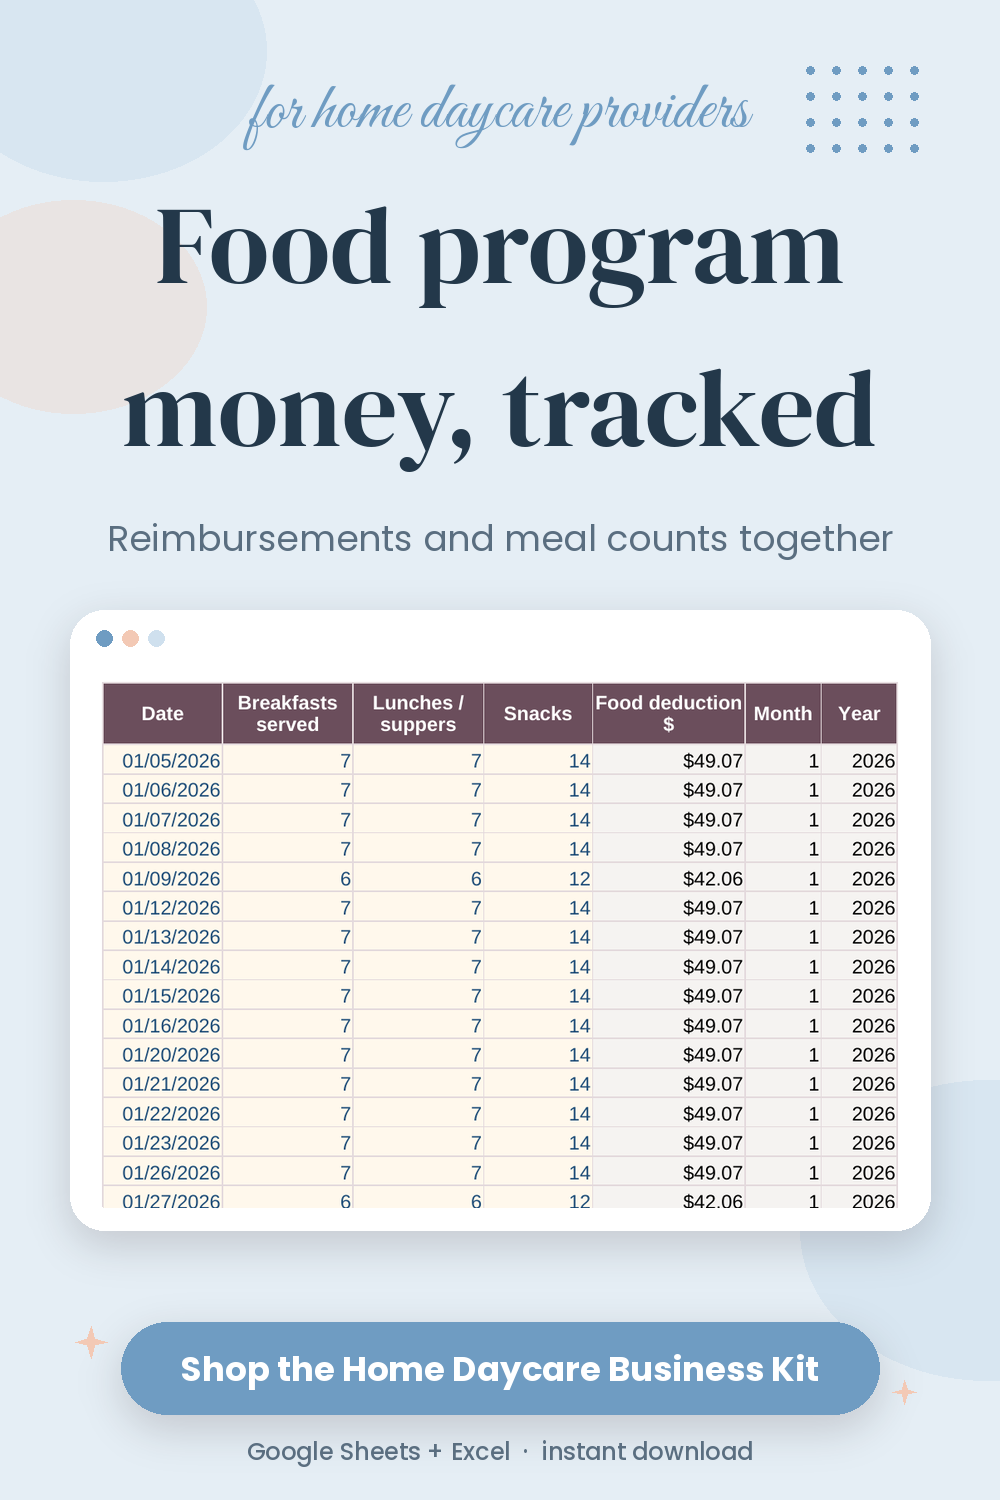 for home daycare providers
Food program
money, tracked
Reimbursements and meal counts together
Date Breakfasts served Lunches / suppers Snacks Food deduction $ Month Year
01/05/2026 7 7 14 $49.07 1 2026
01/06/2026 7 7 14 $49.07 1 2026
01/07/2026 7 7 14 $49.07 1 2026
01/08/2026 7 7 14 $49.07 1 2026
01/09/2026 6 6 12 $42.06 1 2026
01/12/2026 7 7 14 $49.07 1 2026
01/13/2026 7 7 14 $49.07 1 2026
01/14/2026 7 7 14 $49.07 1 2026
01/15/2026 7 7 14 $49.07 1 2026
01/16/2026 7 7 14 $49.07 1 2026
01/20/2026 7 7 14 $49.07 1 2026
01/21/2026 7 7 14 $49.07 1 2026
01/22/2026 7 7 14 $49.07 1 2026
01/23/2026 7 7 14 $49.07 1 2026
01/26/2026 7 7 14 $49.07 1 2026
01/27/2026 6 6 12 $42.06 1 2026
Shop the Home Daycare Business Kit
Google Sheets + Excel · instant download